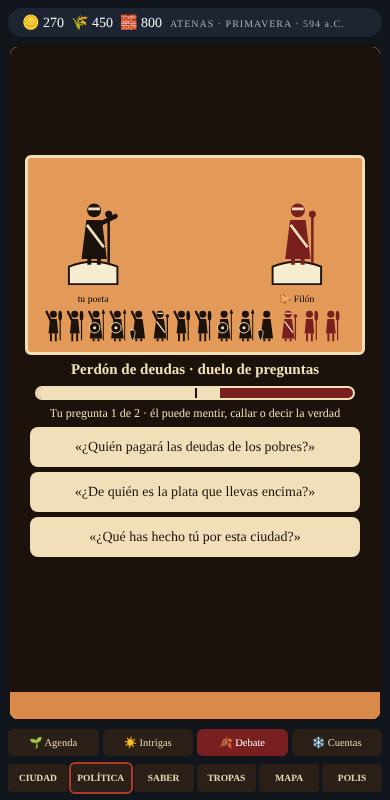 270 450 800 ATENAS · PRIMAVERA · 594 a.C.
tu poeta
Filón
Perdón de deudas · duelo de preguntas
Tu pregunta 1 de 2 · él puede mentir, callar o decir la verdad
«¿Quién pagará las deudas de los pobres?»
«¿De quién es la plata que llevas encima?»
«¿Qué has hecho tú por esta ciudad?»
Agenda
Intrigas
Debate
Cuentas
CIUDAD
POLÍTICA
SABER
TROPAS
MAPA
POLIS